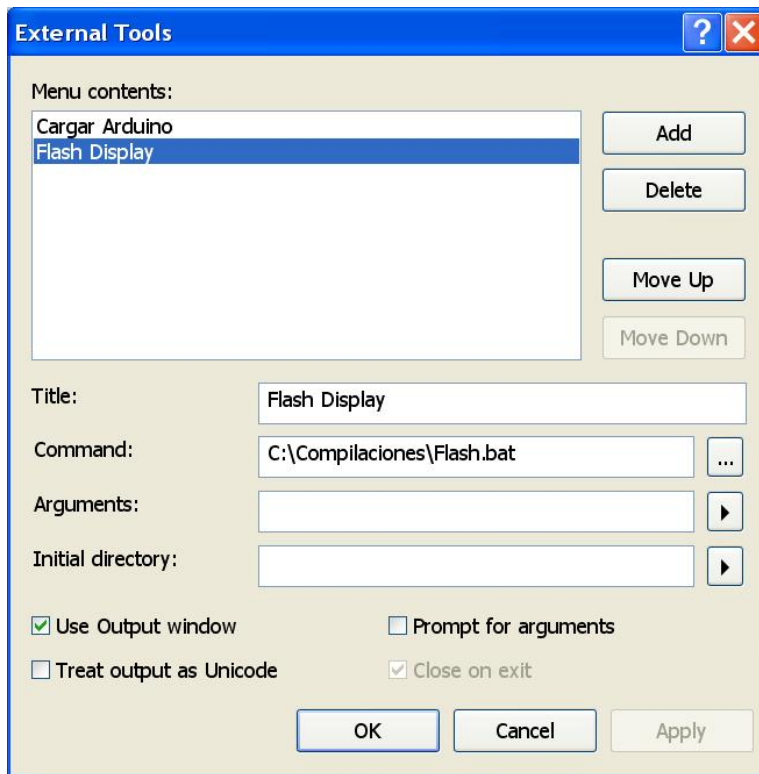 External Tools
Menu contents:
Cargar Arduino
Flash Display
Add
Delete
Move Up
Move Down
Title:
Flash Display
Command:
C:\Compilaciones\Flash.bat
...
Arguments:
Initial directory:
Use Output window
Prompt for arguments
Treat output as Unicode
Close on exit
OK
Cancel
Apply